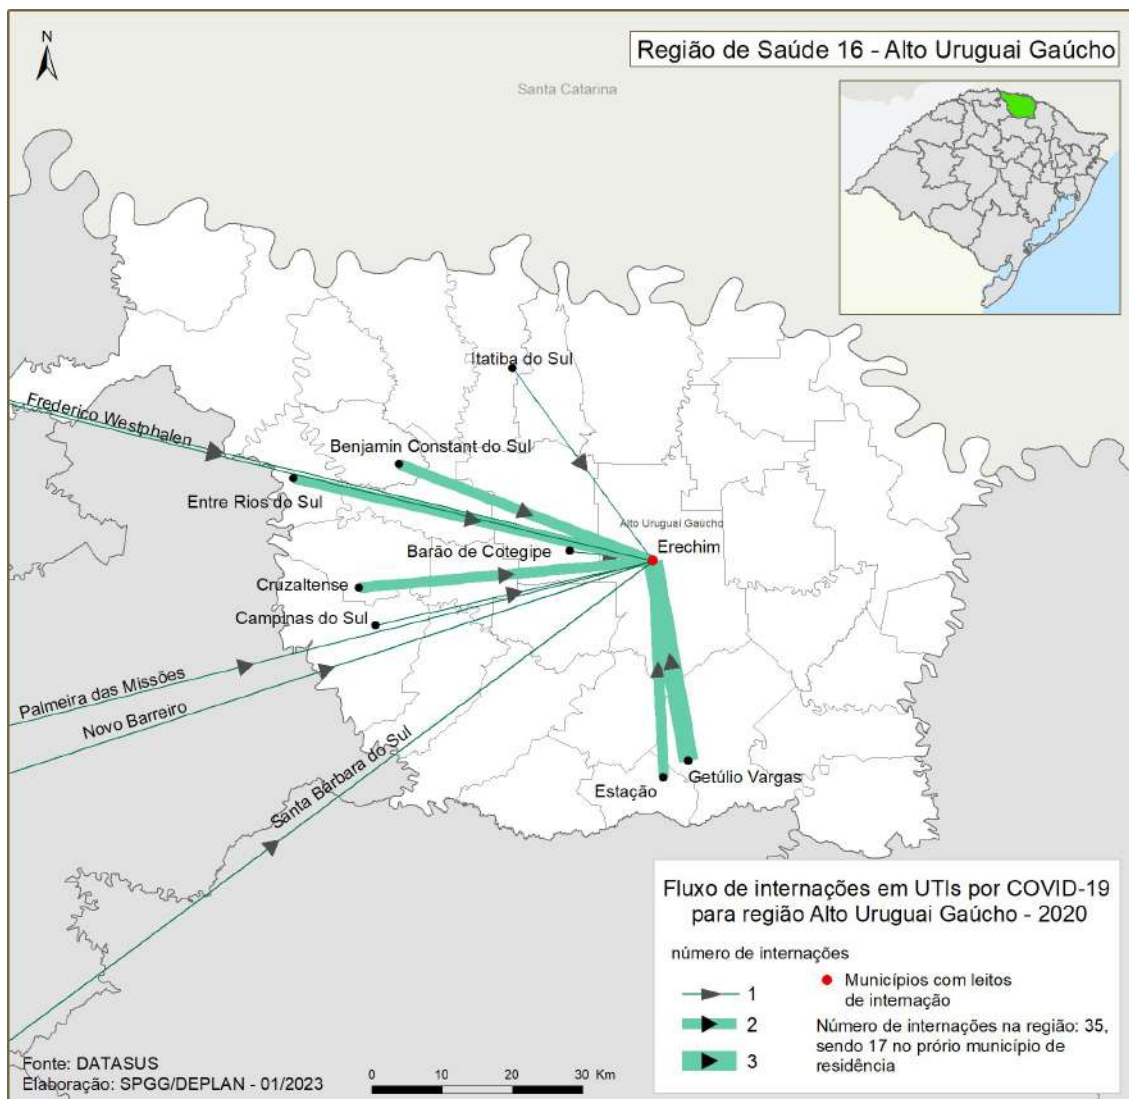 N
Região de Saúde 16 - Alto Uruguai Gaúcho
Santa Catarina
Itatiba do Sul
Frederico Westphalen
Benjamin Constant do Sul
Entre Rios do Sul
Alto Uruguai Gaúcho
Erechim
Barão de Cotegipe
Cruzaltense
Campinas do Sul
Palmeira das Missões
Novo Barreiro
Santa Bárbara do Sul
Getúlio Vargas
Estação
Fluxo de internações em UTIs por COVID-19
para região Alto Uruguai Gaúcho - 2020
número de internações
1
2
3
Municípios com leitos
de internação
Número de internações na região: 35,
sendo 17 no prório município de
residência
Fonte: DATASUS
Elaboração: SPGG/DEPLAN - 01/2023
0 10 20 30 Km